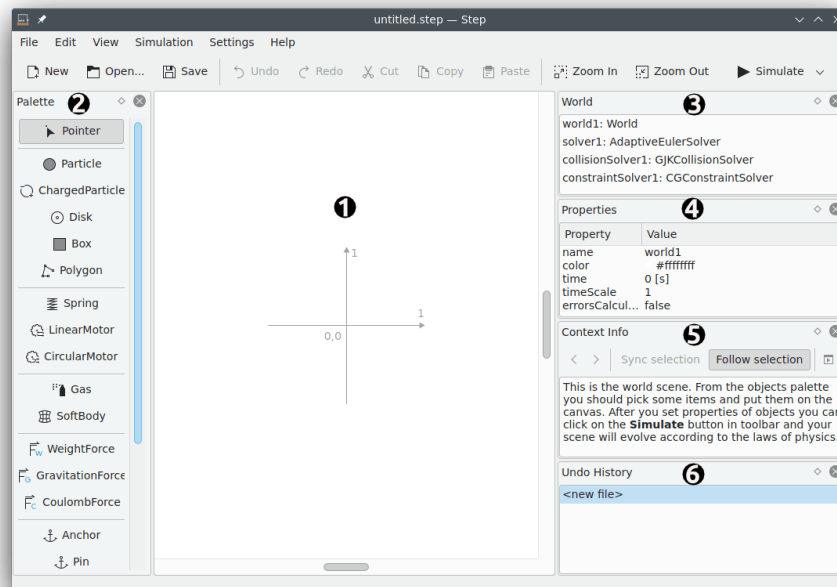 untitled.step — Step
File Edit View Simulation Settings Help
New Open... Save Undo Redo Cut Copy Paste Zoom In Zoom Out Simulate
Palette 2
Pointer
Particle
ChargedParticle
Disk
Box
Polygon
Spring
LinearMotor
CircularMotor
Gas
SoftBody
WeightForce
GravitationForce
CoulombForce
Anchor
Pin
1
1
1
0,0
World 3
world1: World
solver1: AdaptiveEulerSolver
collisionSolver1: GJKCollisionSolver
constraintSolver1: CGConstraintSolver
Properties 4
Property Value
name world1
color #ffffffff
time 0 [s]
timeScale 1
errorsCalcul... false
Context Info 5
Sync selection Follow selection
This is the world scene. From the objects palette
you should pick some items and put them on the
canvas. After you set properties of objects you can
click on the Simulate button in toolbar and your
scene will evolve according to the laws of physics.
Undo History 6
<new file>